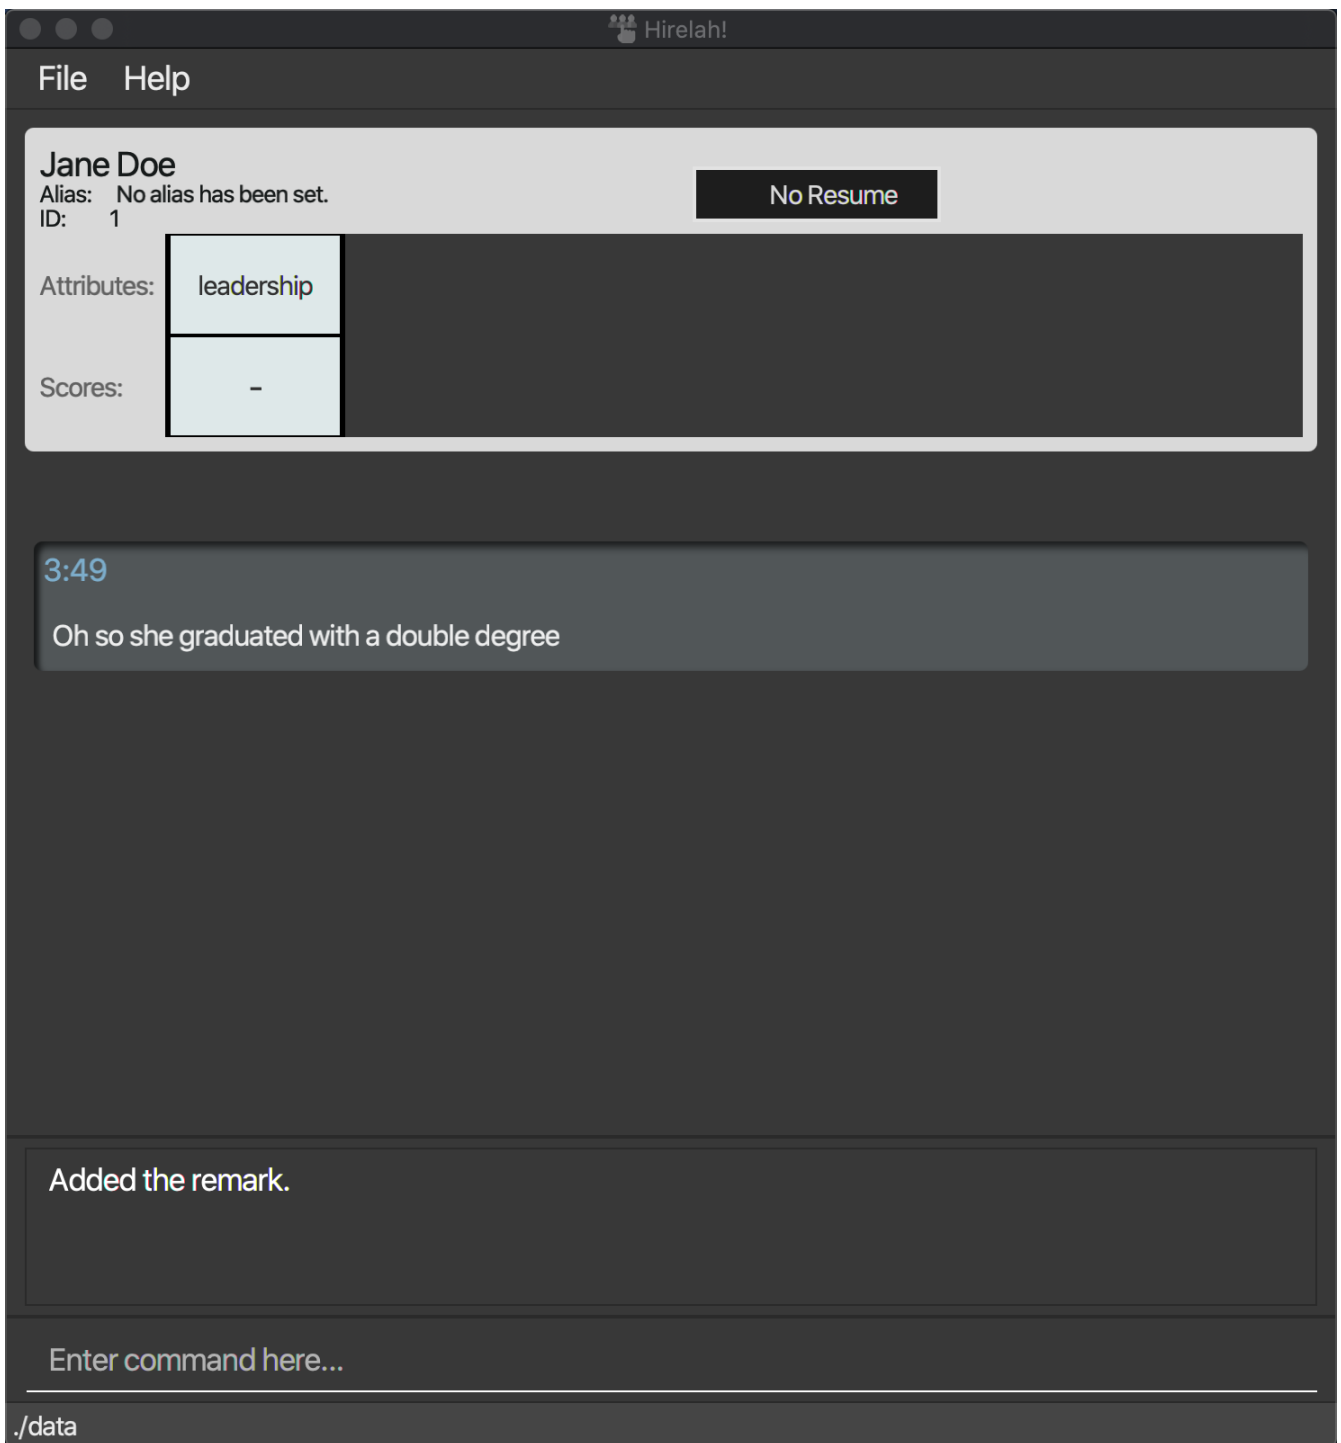 Hirelah!
File Help
Jane Doe
Alias: No alias has been set.
No Resume
ID: 1
Attributes: leadership
Scores: -
3:49
Oh so she graduated with a double degree
Added the remark.
Enter command here...
./data